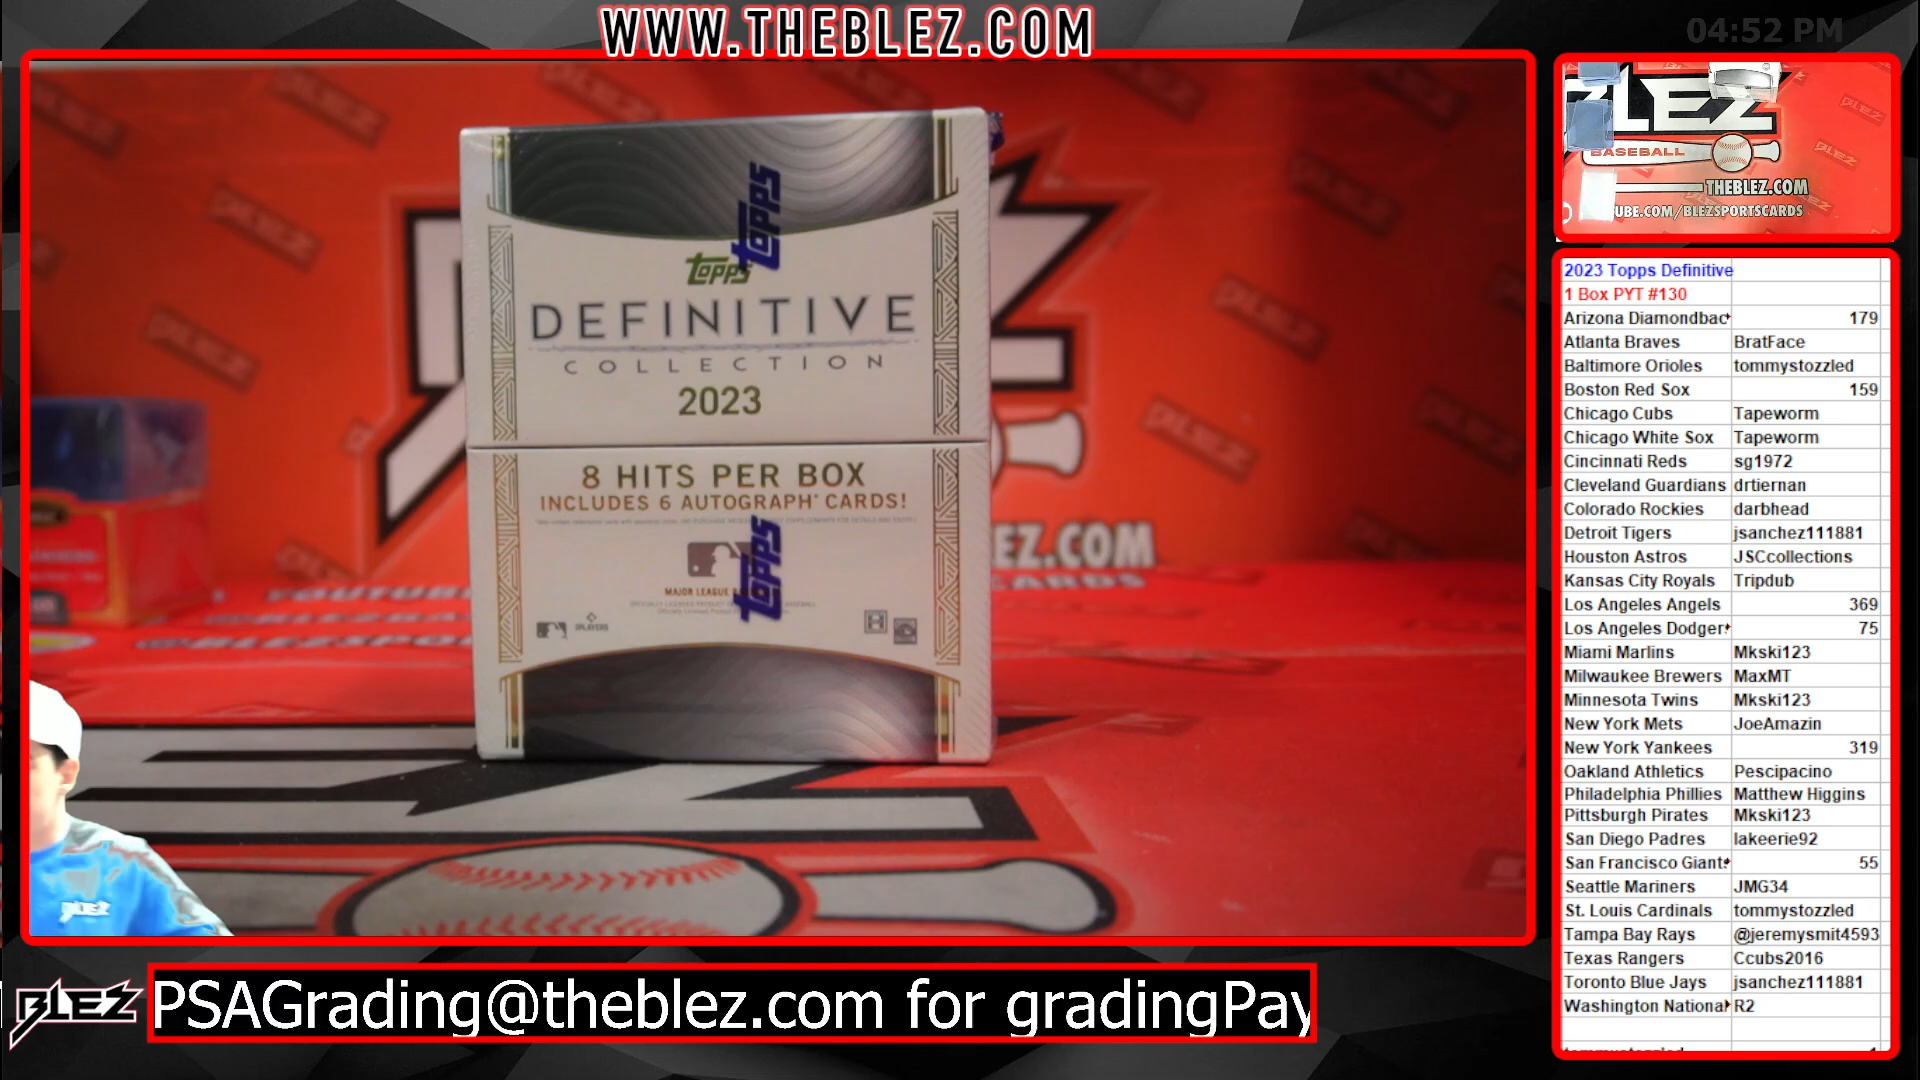 WWW.THEBLEZ.COM
04:52 PM
topps
topps
DEFINITIVE
COLLECTION
2023
8 HITS PER BOX
INCLUDES 6 AUTOGRAPH* CARDS!
topps
EZ.COM
CARDS
BLEZ
BLEZ
BASEBALL
THEBLEZ.COM
UBE.COM/BLEZSPORTSCARDS
2023 Topps Definitive
1 Box PYT #130
Arizona Diamondbac 179
Atlanta Braves BratFace
Baltimore Orioles tommystozzled
Boston Red Sox 159
Chicago Cubs Tapeworm
Chicago White Sox Tapeworm
Cincinnati Reds sg1972
Cleveland Guardians drtiernan
Colorado Rockies darbhead
Detroit Tigers jsanchez111881
Houston Astros JSCcollections
Kansas City Royals Tripdub
Los Angeles Angels 369
Los Angeles Dodger 75
Miami Marlins Mkski123
Milwaukee Brewers MaxMT
Minnesota Twins Mkski123
New York Mets JoeAmazin
New York Yankees 319
Oakland Athletics Pescipacino
Philadelphia Phillies Matthew Higgins
Pittsburgh Pirates Mkski123
San Diego Padres lakeerie92
San Francisco Giant 55
Seattle Mariners JMG34
St. Louis Cardinals tommystozzled
Tampa Bay Rays @jeremysmit4593
Texas Rangers Ccubs2016
Toronto Blue Jays jsanchez111881
Washington National R2
BLEZ
PSAGrading@theblez.com for gradingPay